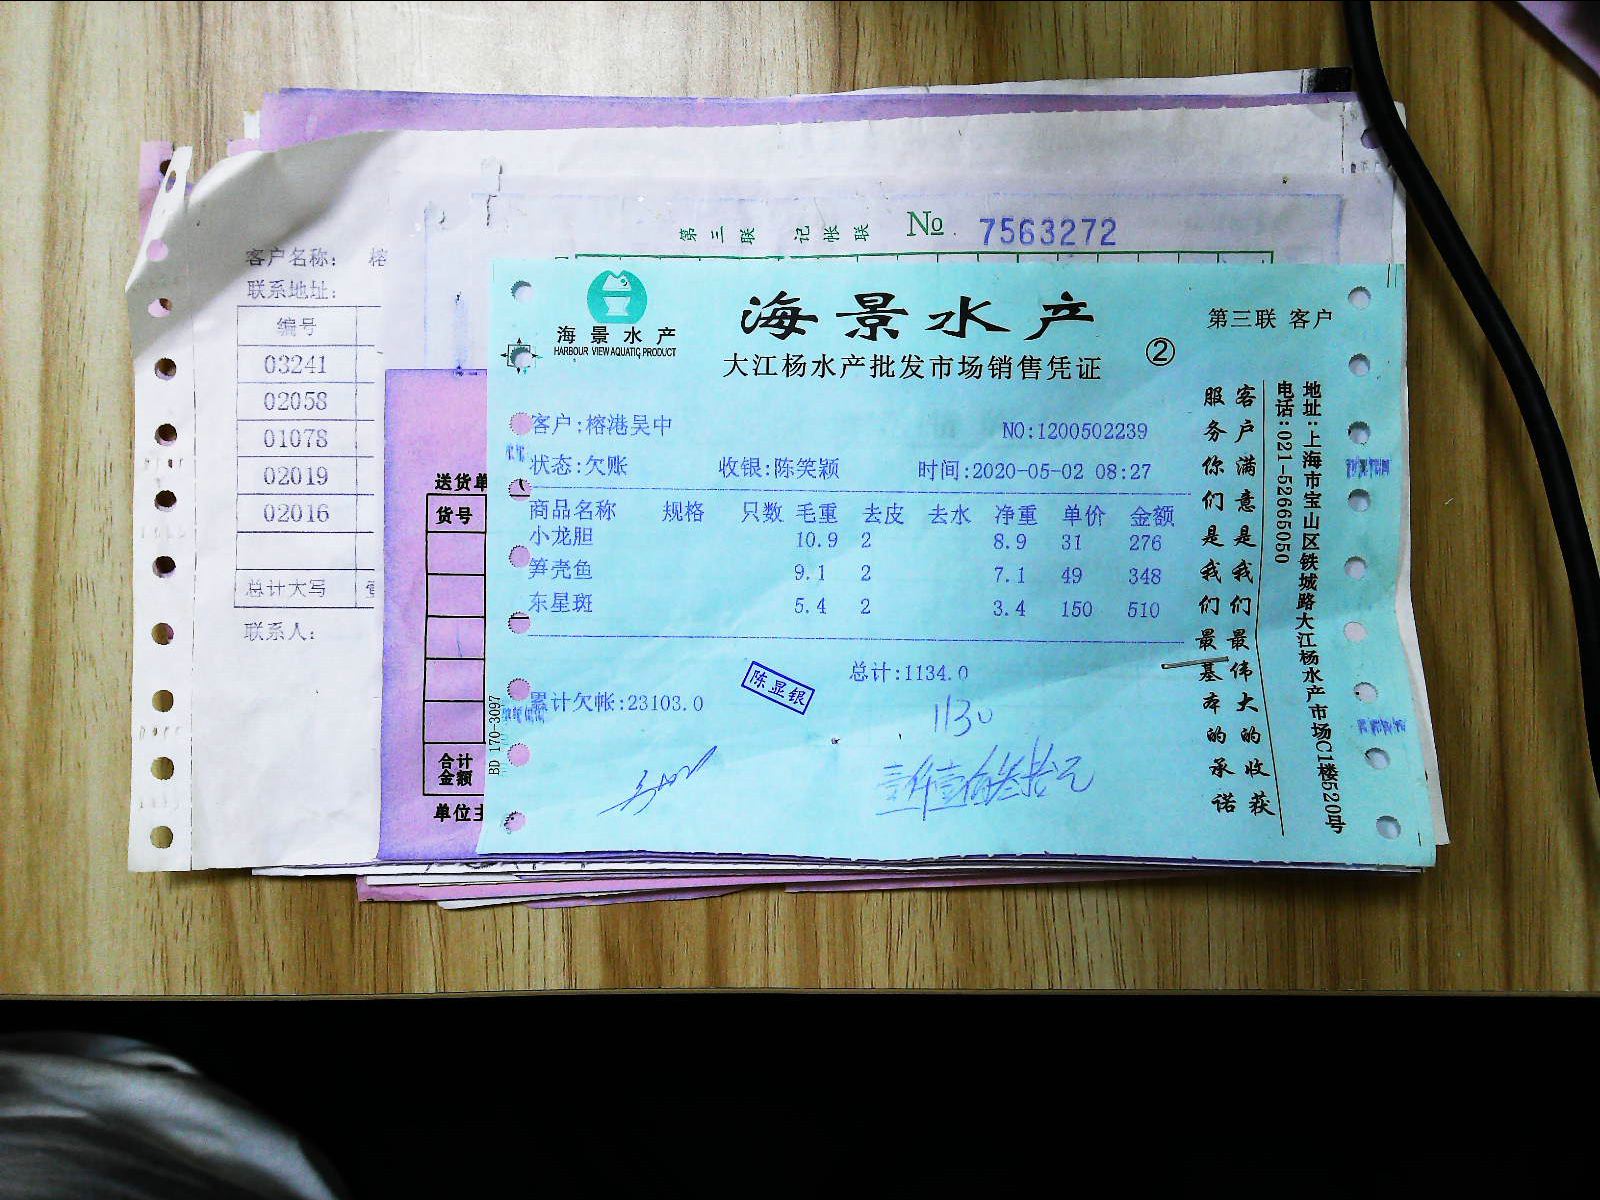 第三联 记帐联 № 7563272
客户名称: 榕
联系地址:
编号
03241
02058
01078
02019
02016
总计大写
联系人:
送货单
货号
合计
金额
单位主
海景水产
HARBOUR VIEW AQUATIC PRODUCT
海景水产
大江杨水产批发市场销售凭证
②
第三联 客户
客户:榕港吴中 NO:1200502239
状态:欠账 收银:陈笑颖 时间:2020-05-02 08:27
商品名称 规格 只数 毛重 去皮 去水 净重 单价 金额
小龙胆 10.9 2 8.9 31 276
笋壳鱼 9.1 2 7.1 49 348
东星斑 5.4 2 3.4 150 510
总计:1134.0
累计欠帐:23103.0
陈显银
1130
壹仟壹佰叁拾元
BD 170-3097
客户满意是我们最伟大的收获
服务你们是我们最基本的承诺
地址:上海市宝山区铁城路大江杨水产市场C1楼520号
电话:021-52665050